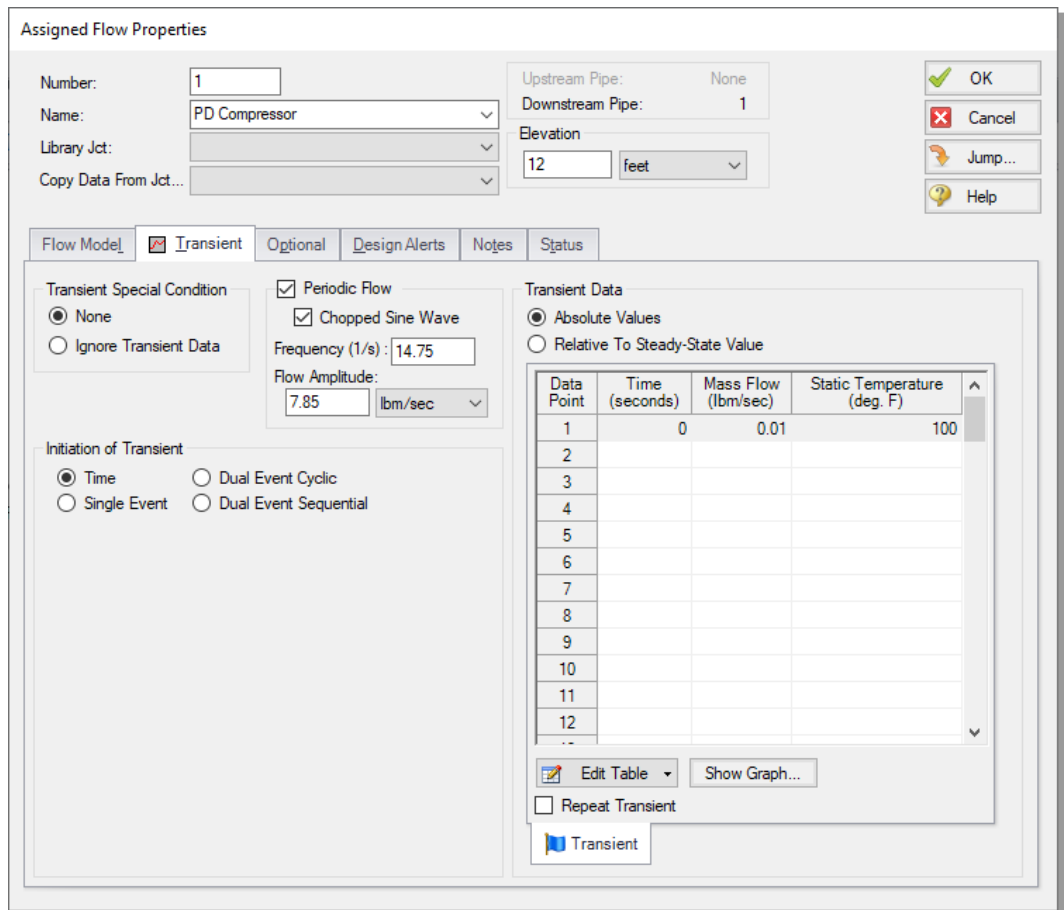 Assigned Flow Properties
Number: 1
Name: PD Compressor
Library Jct:
Copy Data From Jct...
Upstream Pipe: None
Downstream Pipe: 1
Elevation
12 feet
OK
Cancel
Jump...
Help
Flow Model Transient Optional Design Alerts Notes Status
Transient Special Condition
None
Ignore Transient Data
Periodic Flow
Chopped Sine Wave
Frequency (1/s) : 14.75
Flow Amplitude:
7.85 lbm/sec
Initiation of Transient
Time Dual Event Cyclic
Single Event Dual Event Sequential
Transient Data
Absolute Values
Relative To Steady-State Value
Data Point Time (seconds) Mass Flow (lbm/sec) Static Temperature (deg. F)
1 0 0.01 100
2
3
4
5
6
7
8
9
10
11
12
Edit Table Show Graph...
Repeat Transient
Transient